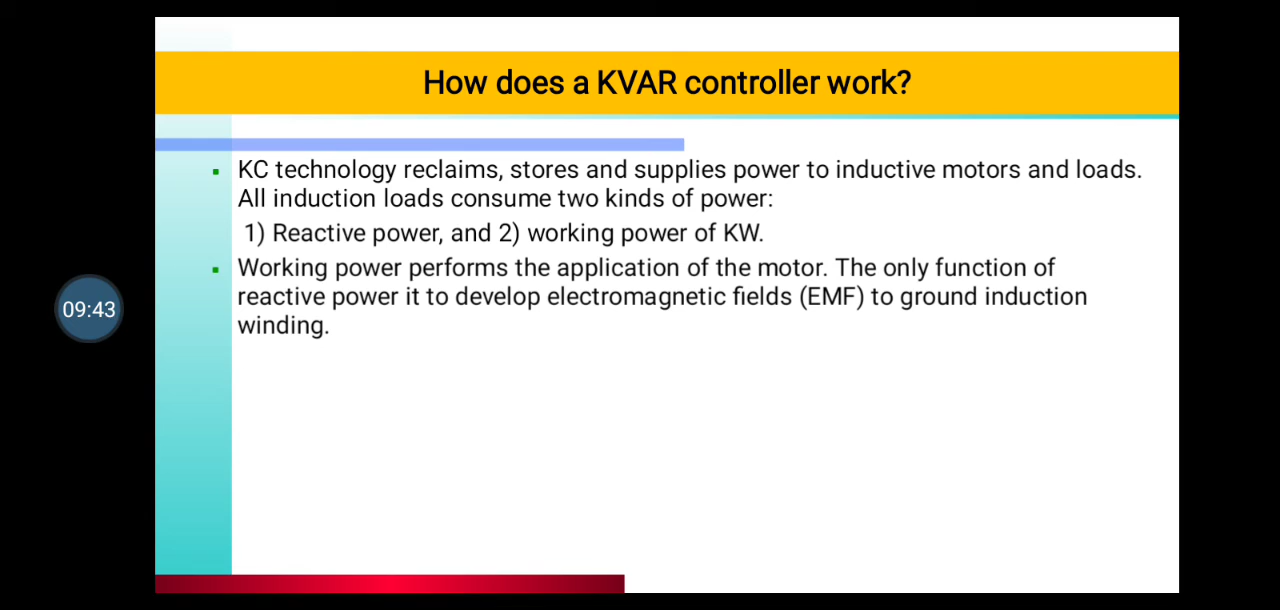 How does a KVAR controller work?
KC technology reclaims, stores and supplies power to inductive motors and loads.
All induction loads consume two kinds of power:
1) Reactive power, and 2) working power of KW.
Working power performs the application of the motor. The only function of
reactive power it to develop electromagnetic fields (EMF) to ground induction
winding.
09:43